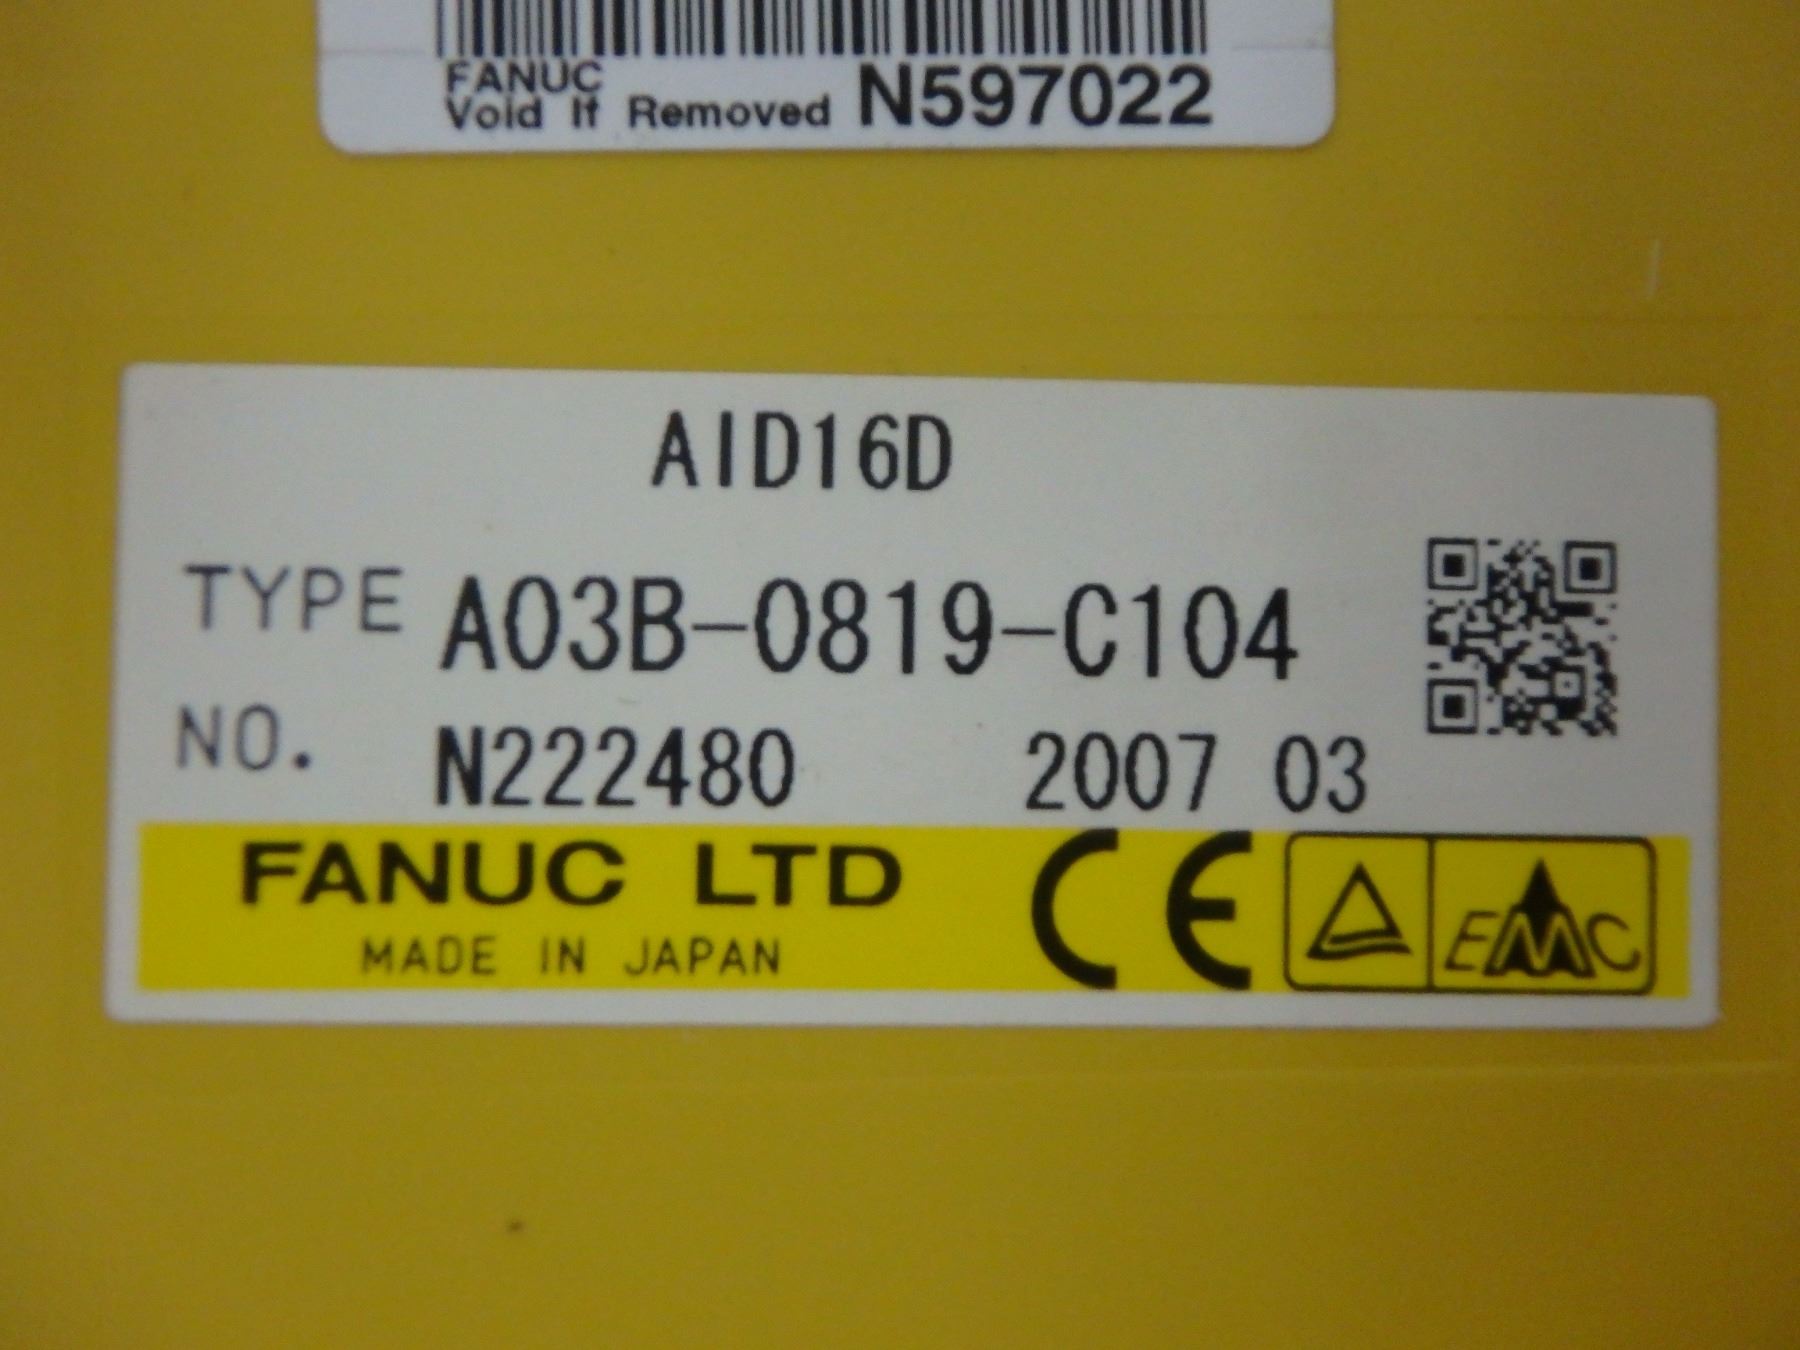 FANUC
Void If Removed N597022
AID16D
TYPE A03B-0819-C104
NO. N222480 2007 03
FANUC LTD CE EMC
MADE IN JAPAN